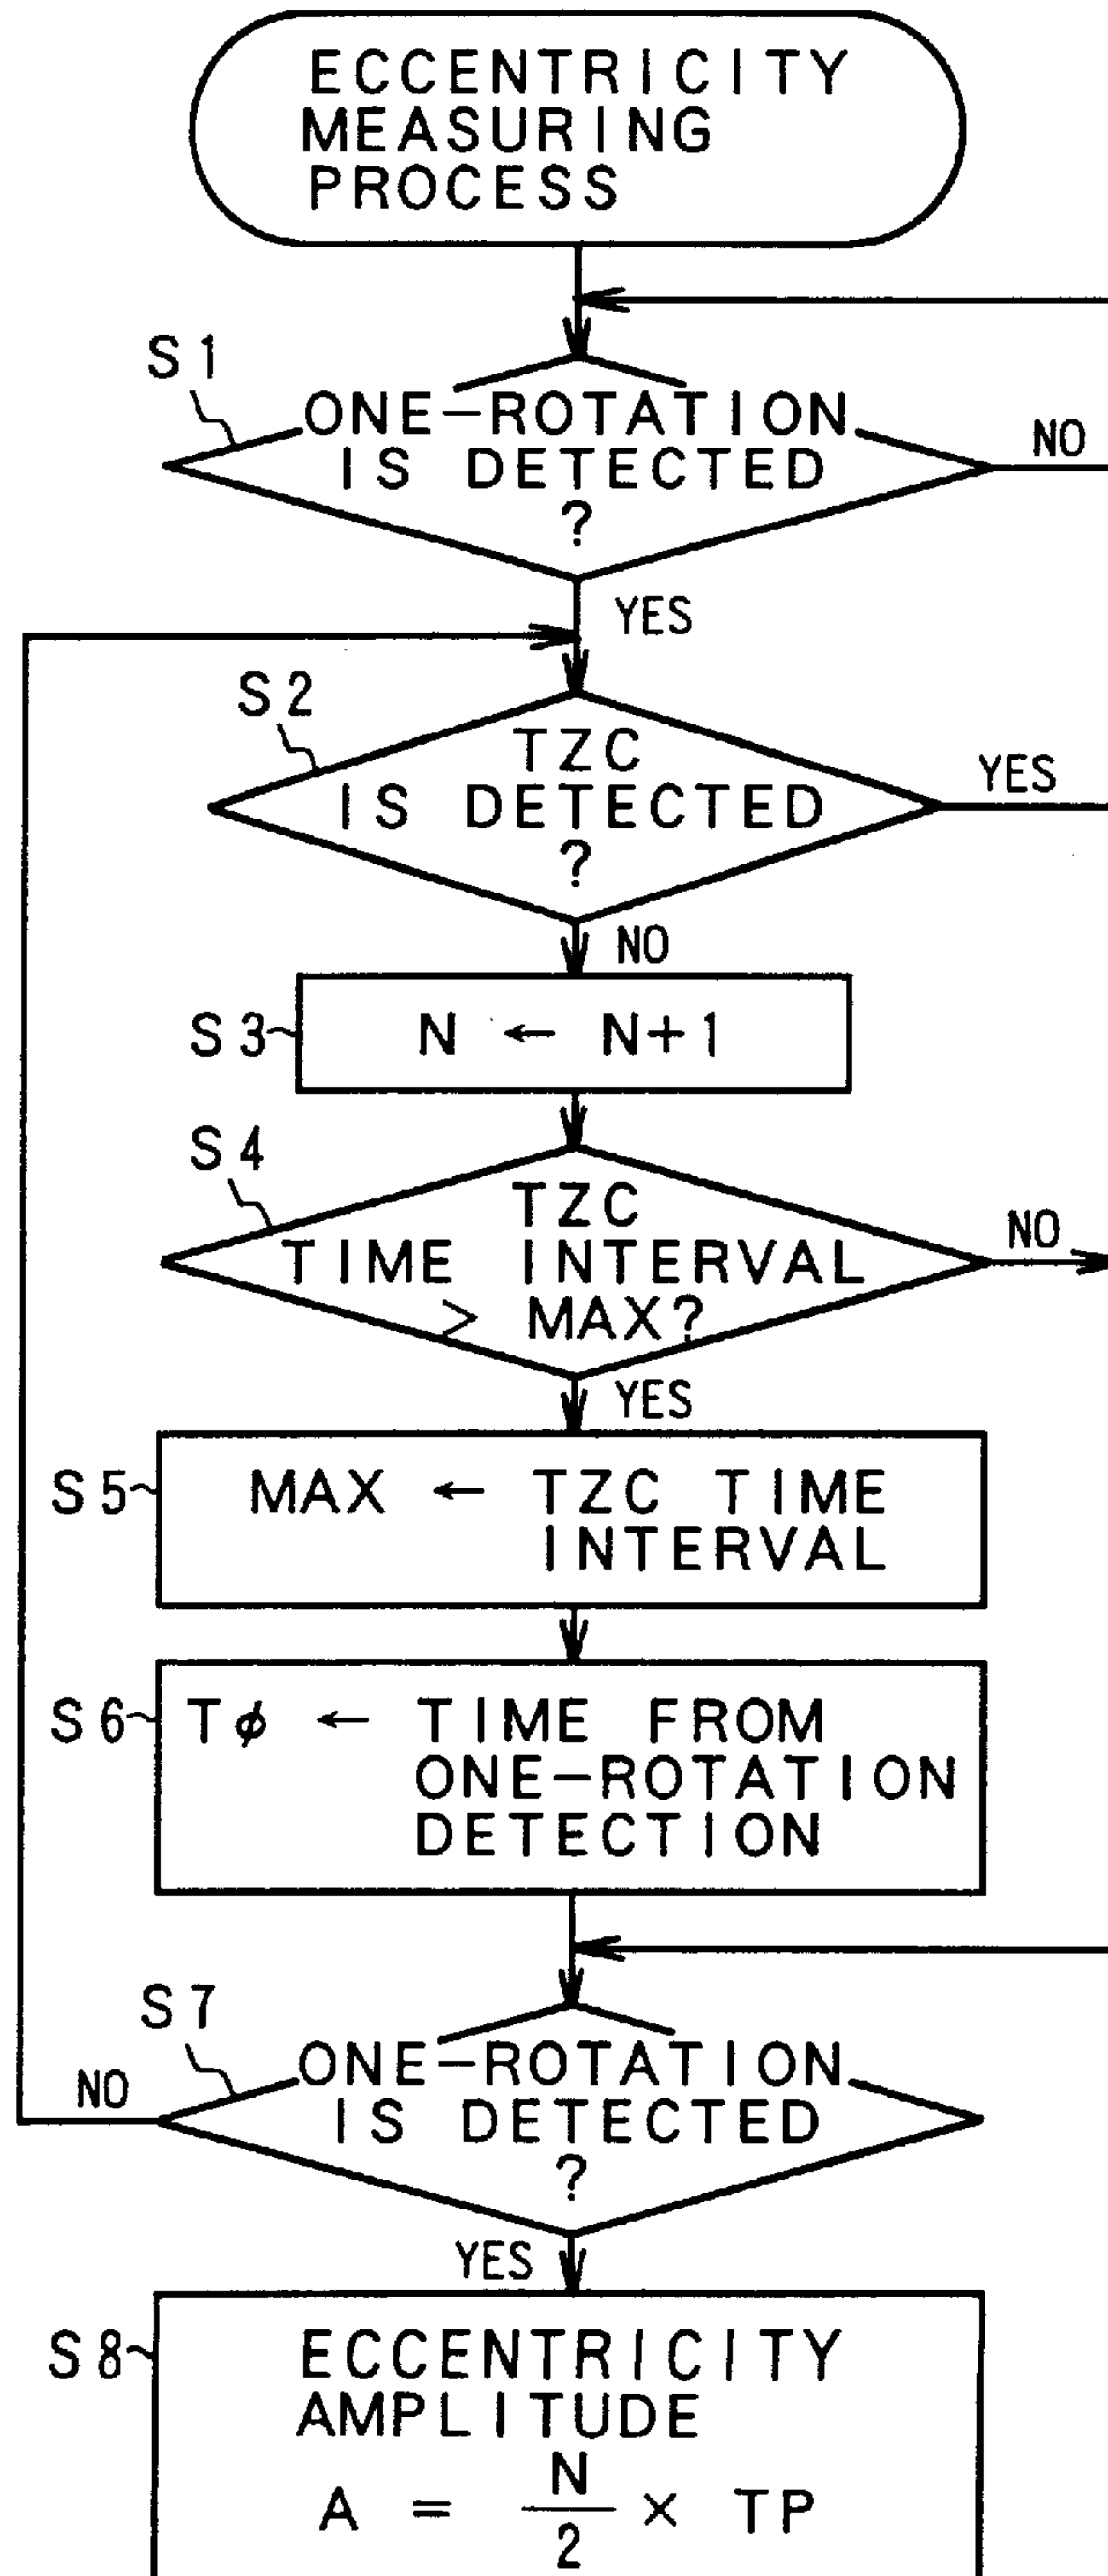 ECCENTRICITY
MEASURING
PROCESS
S1
ONE-ROTATION
IS DETECTED
?
NO
YES
S2
TZC
IS DETECTED
?
YES
NO
S3
N ← N+1
S4
TZC
TIME INTERVAL
> MAX?
NO
YES
S5
MAX ← TZC TIME
INTERVAL
S6
Tϕ ← TIME FROM
ONE-ROTATION
DETECTION
S7
ONE-ROTATION
IS DETECTED
?
NO
YES
S8
ECCENTRICITY
AMPLITUDE
A = N/2 × TP